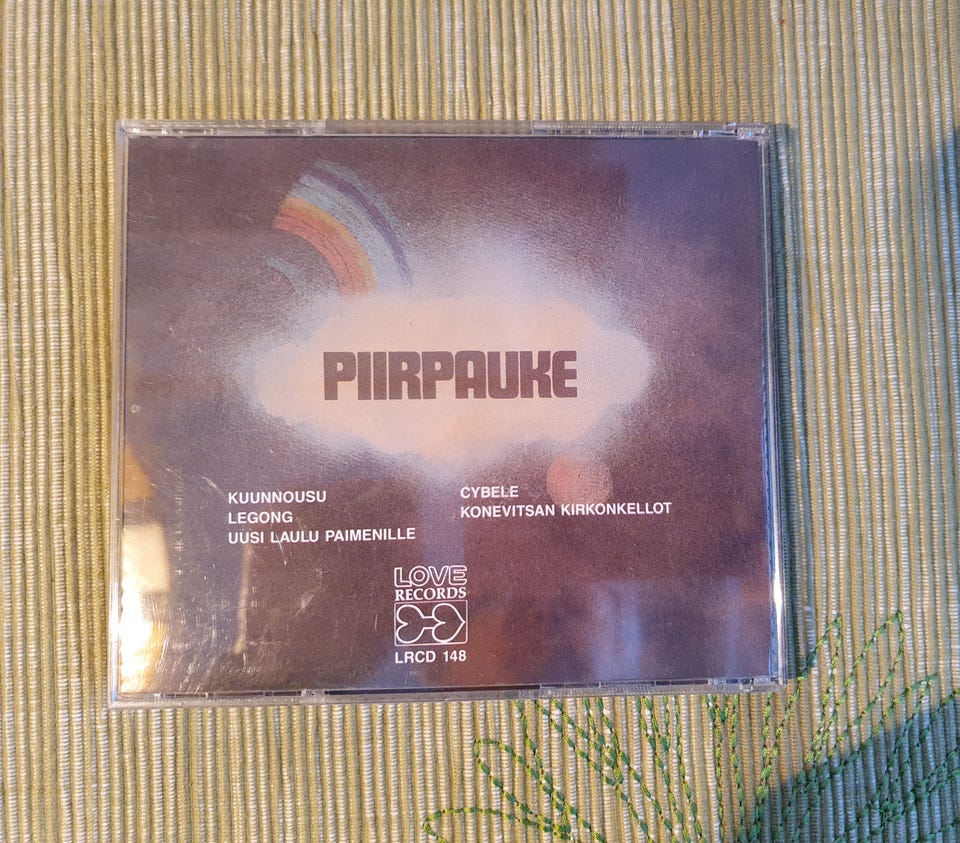 PIIRPAUKE
KUUNNOUSU
LEGONG
UUSI LAULU PAIMENILLE
CYBELE
KONEVITSAN KIRKONKELLOT
LOVE
RECORDS
LRCD 148